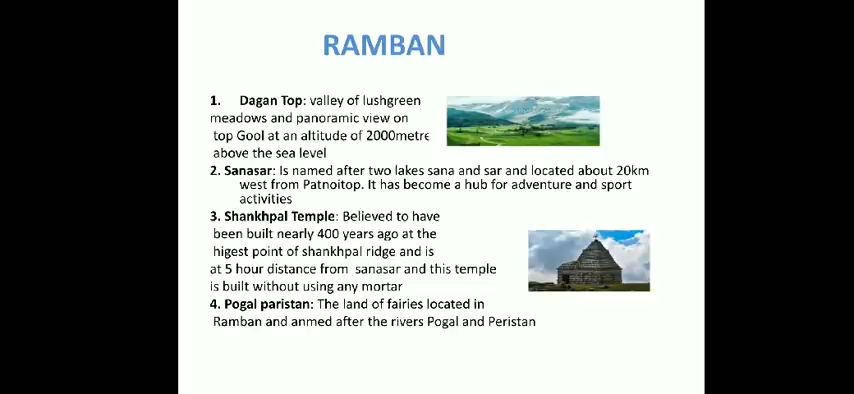 RAMBAN
1. Dagan Top: valley of lushgreen
meadows and panoramic view on
top Gool at an altitude of 2000metre
above the sea level
2. Sanasar: Is named after two lakes sana and sar and located about 20km
west from Patnoitop. It has become a hub for adventure and sport
activities
3. Shankhpal Temple: Believed to have
been built nearly 400 years ago at the
higest point of shankhpal ridge and is
at 5 hour distance from sanasar and this temple
is built without using any mortar
4. Pogal paristan: The land of fairies located in
Ramban and anmed after the rivers Pogal and Peristan